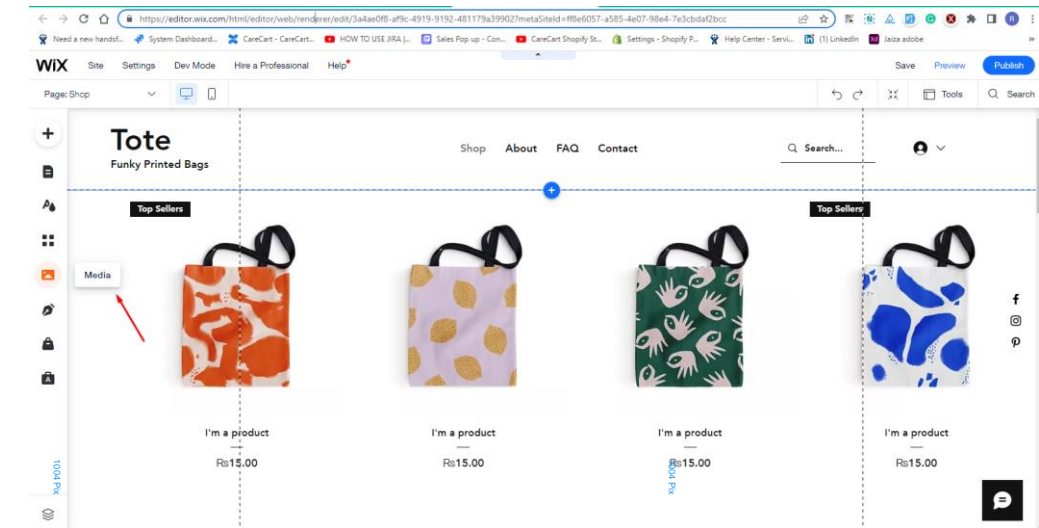 https://editor.wix.com/html/editor/web/renderer/edit/3a4ae0f8-af9c-4919-9192-481179a39902?metaSiteId=ff8e6057-a585-4e07-98e4-7e3cbdaf2bcc
Need a new handsf... System Dashboard... CareCart - CareCart... HOW TO USE JIRA |... Sales Pop up - Con... CareCart Shopify St... Settings - Shopify P... Help Center - Servi... (1) LinkedIn Jaiza adobe »
WiX Site Settings Dev Mode Hire a Professional Help Save Preview Publish
Page: Shop Tools Search
Tote
Funky Printed Bags
Shop About FAQ Contact Search...
Top Sellers Top Sellers
Media
I'm a product I'm a product I'm a product I'm a product
Rs15.00 Rs15.00 Rs15.00 Rs15.00
1004 Pix 1004 Pix